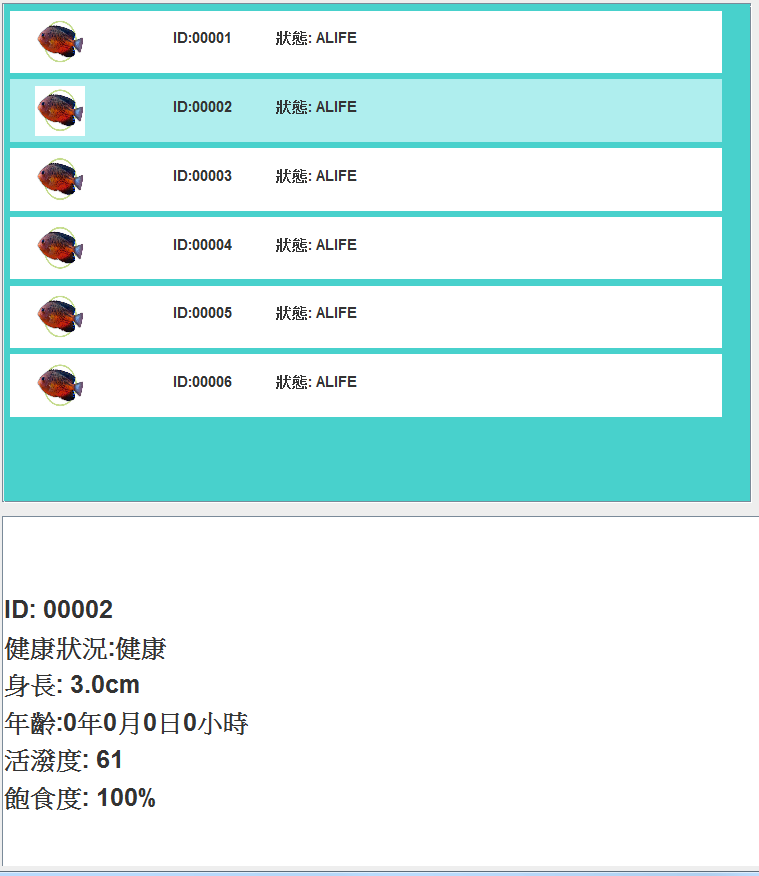 ID:00001 狀態: ALIFE
ID:00002 狀態: ALIFE
ID:00003 狀態: ALIFE
ID:00004 狀態: ALIFE
ID:00005 狀態: ALIFE
ID:00006 狀態: ALIFE
ID: 00002
健康狀況:健康
身長: 3.0cm
年齡:0年0月0日0小時
活潑度: 61
飽食度: 100%